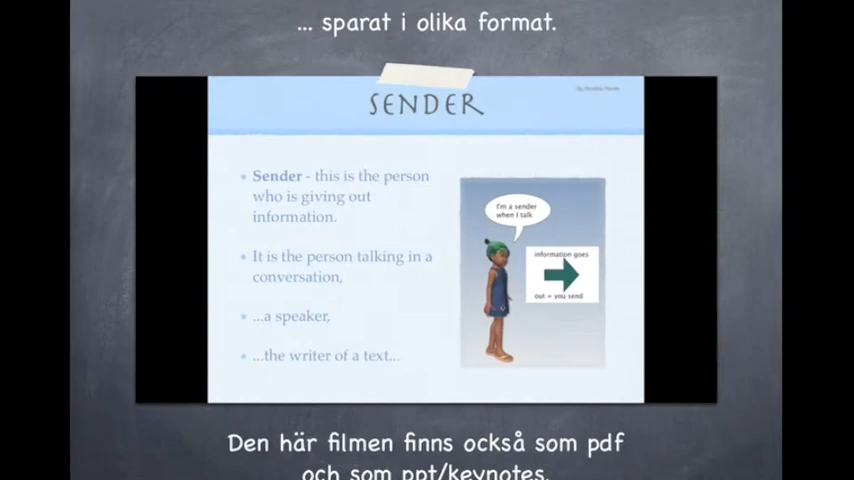 ... sparat i olika format.
SENDER
• Sender - this is the person
who is giving out
information.
• It is the person talking in a
conversation,
• ...a speaker,
• ...the writer of a text...
I'm a sender
when I talk
information goes
out = you send
Den här filmen finns också som pdf
och som ppt/keynotes.